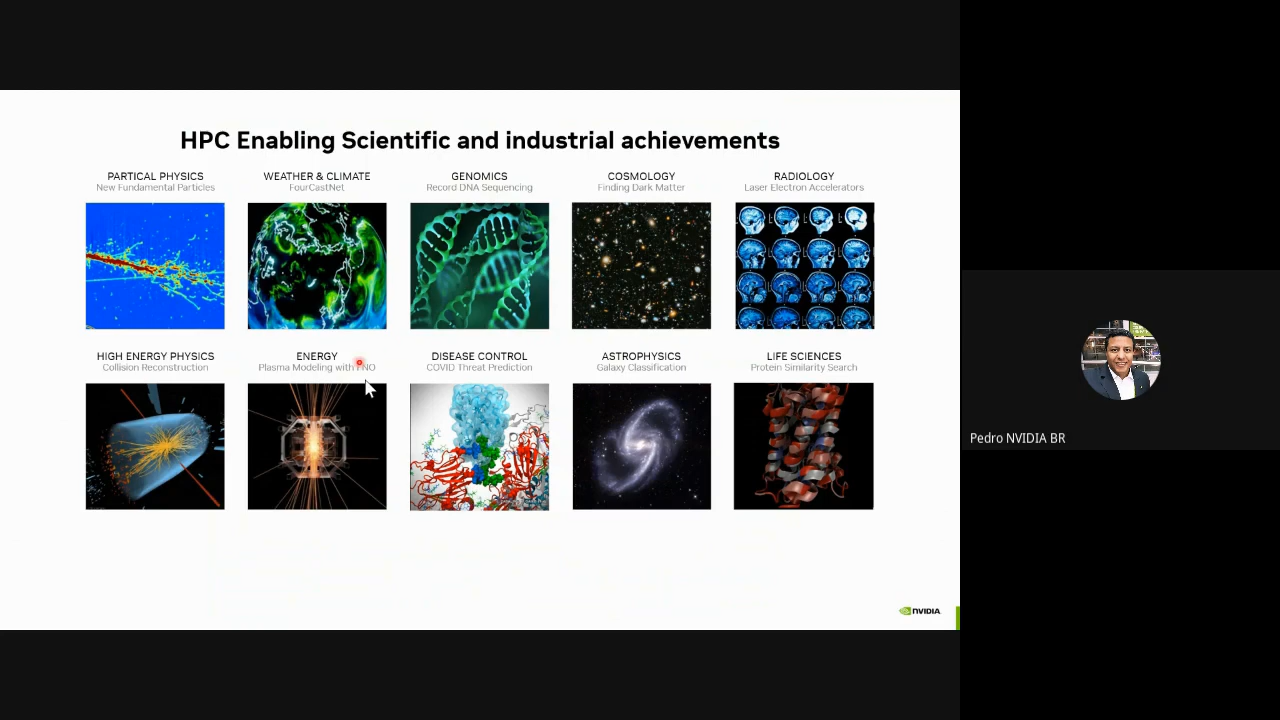 HPC Enabling Scientific and industrial achievements
PARTICAL PHYSICS
New Fundamental Particles
WEATHER & CLIMATE
FourCastNet
GENOMICS
Record DNA Sequencing
COSMOLOGY
Finding Dark Matter
RADIOLOGY
Laser Electron Accelerators
HIGH ENERGY PHYSICS
Collision Reconstruction
ENERGY
Plasma Modeling with FNO
DISEASE CONTROL
COVID Threat Prediction
ASTROPHYSICS
Galaxy Classification
LIFE SCIENCES
Protein Similarity Search
NVIDIA
Pedro NVIDIA BR